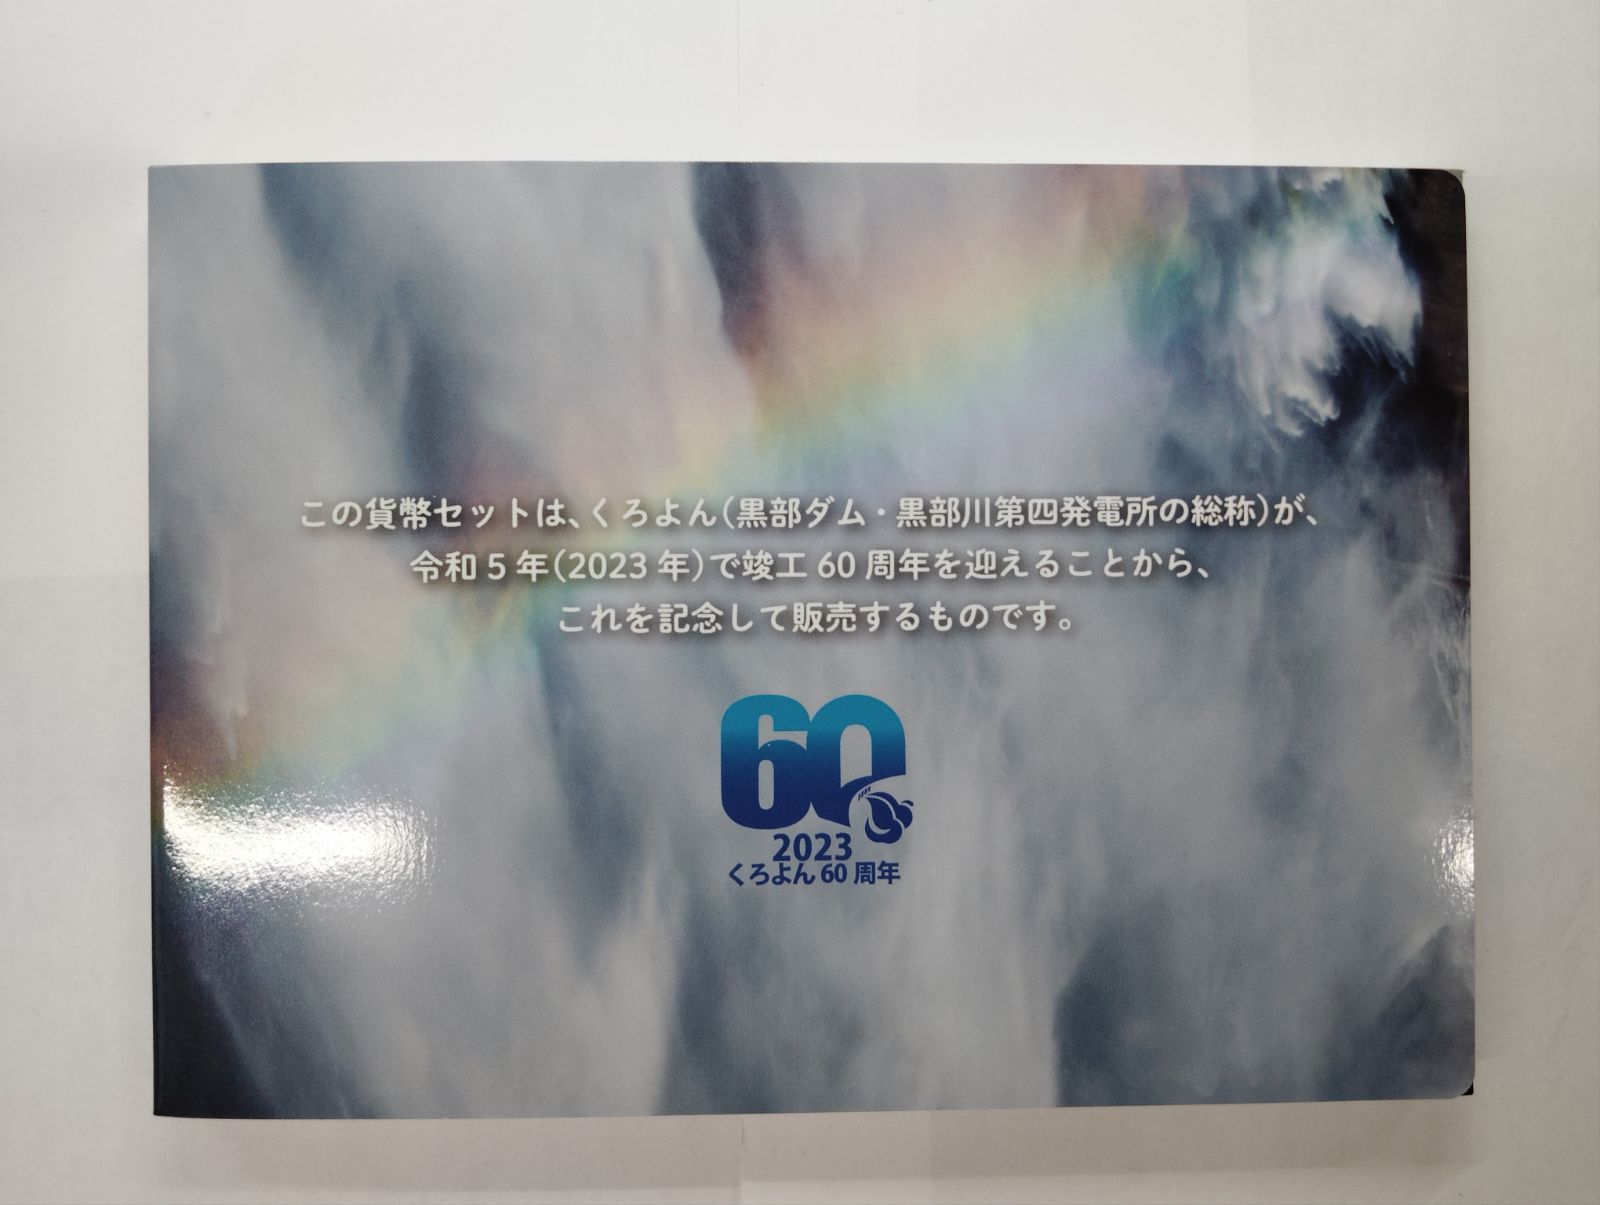 この貨幣セットは、くろよん(黒部ダム・黒部川第四発電所の総称)が、
令和5年(2023年)で竣工60周年を迎えることから、
これを記念して販売するものです。
60
2023
くろよん60周年